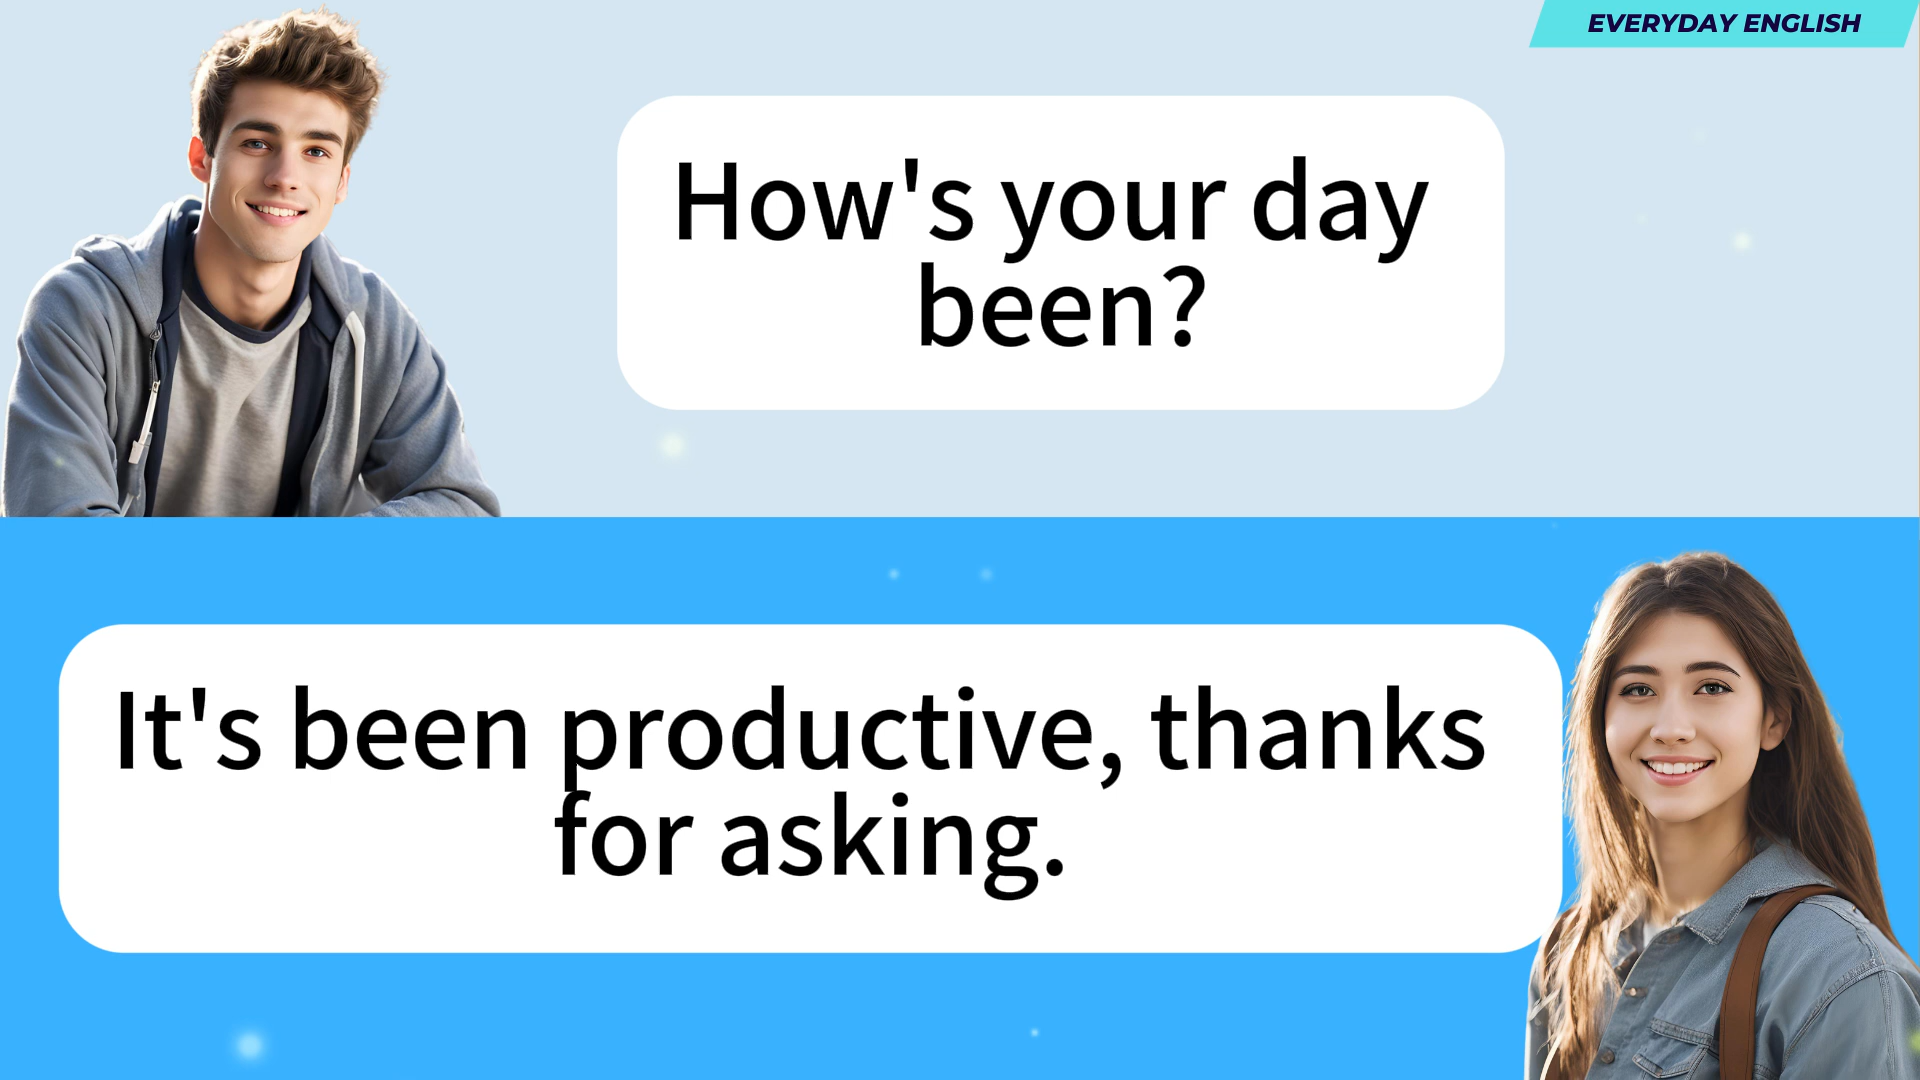 EVERYDAY ENGLISH
How's your day
been?
It's been productive, thanks
for asking.